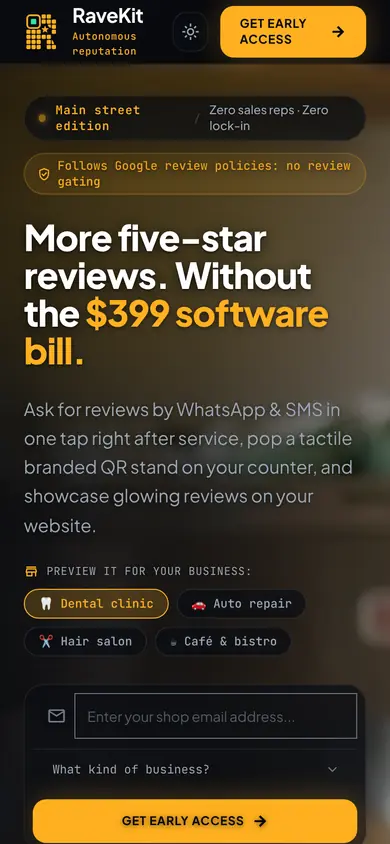 RaveKit
Autonomous
reputation
GET EARLY
ACCESS
Main street
edition
/
Zero sales reps · Zero
lock-in
Follows Google review policies: no review
gating
More five-star
reviews. Without
the $399 software
bill.
Ask for reviews by WhatsApp & SMS in
one tap right after service, pop a tactile
branded QR stand on your counter, and
showcase glowing reviews on your
website.
PREVIEW IT FOR YOUR BUSINESS:
Dental clinic
Auto repair
Hair salon
Café & bistro
Enter your shop email address...
What kind of business?
GET EARLY ACCESS